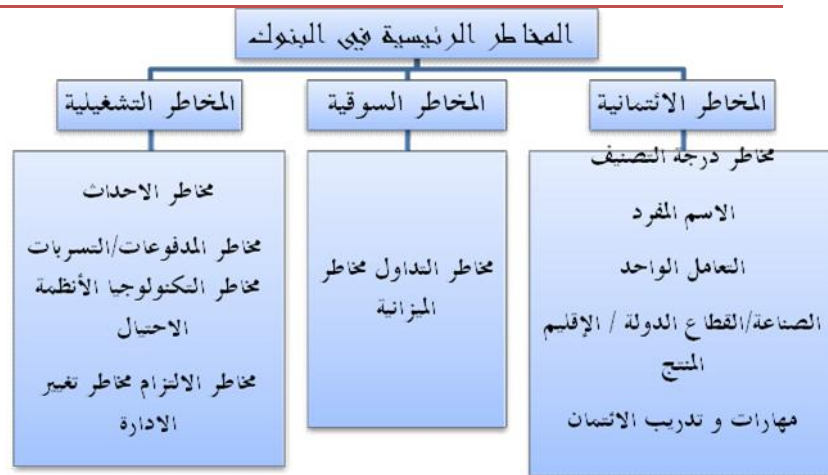 المخاطر الرئيسية في البنوك
المخاطر الائتمانية
المخاطر السوقية
المخاطر التشغيلية
مخاطر درجة التصنيف
الاسم المفرد
التعامل الواحد
الصناعة/القطاع الدولة / الإقليم
المنتج
مهارات و تدريب الائتمان
مخاطر التداول مخاطر
الميزانية
مخاطر الاحداث
مخاطر المدفوعات/التسربات
مخاطر التكنولوجيا الأنظمة
الاحتيال
مخاطر الالتزام مخاطر تغيير
الادارة